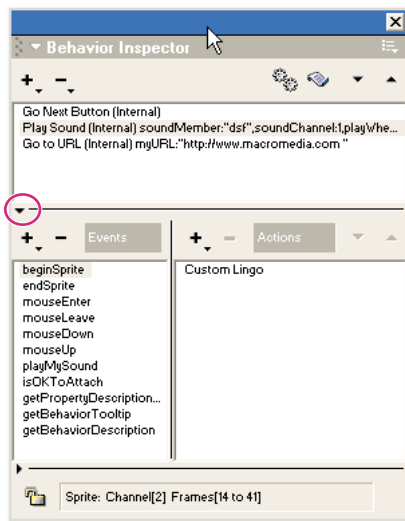 Behavior Inspector
Go Next Button (Internal)
Play Sound (Internal) soundMember:"dsf",soundChannel:1,playWhe...
Go to URL (Internal) myURL:"http://www.macromedia.com "
Events
Actions
beginSprite
endSprite
mouseEnter
mouseLeave
mouseDown
mouseUp
playMySound
isOKToAttach
getPropertyDescription...
getBehaviorTooltip
getBehaviorDescription
Custom Lingo
Sprite: Channel[2] Frames[14 to 41]